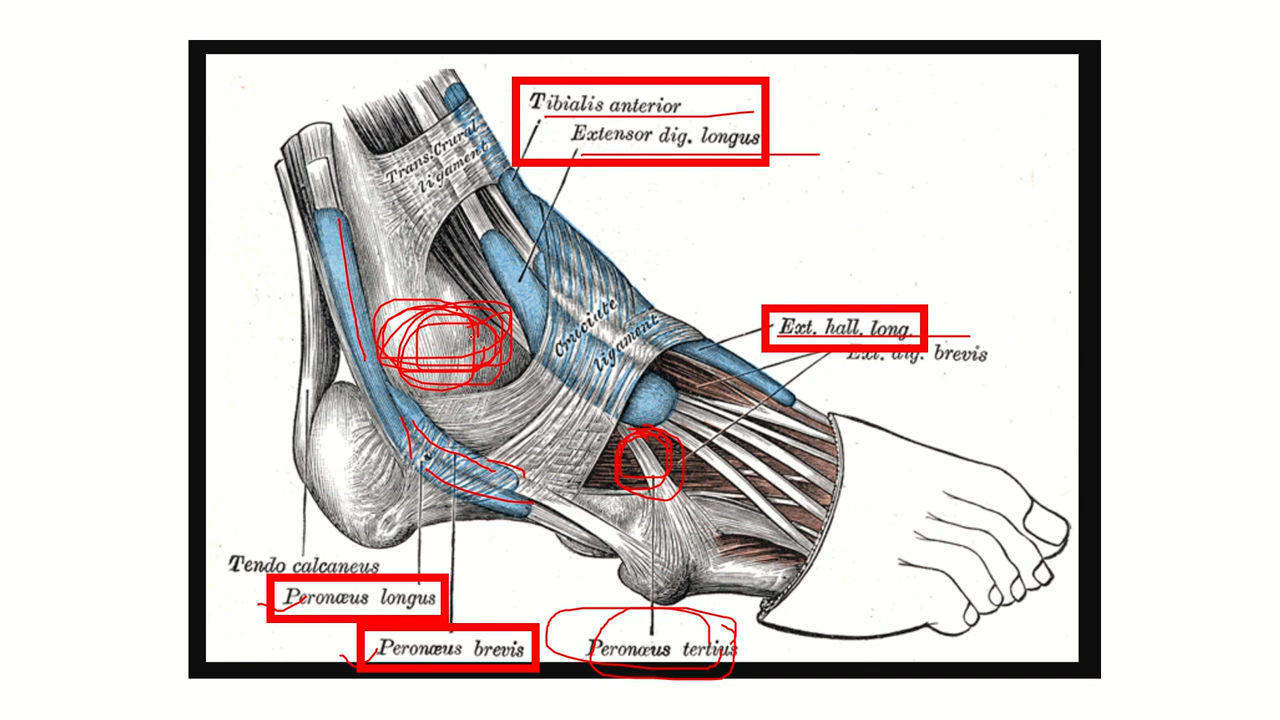 Tibialis anterior
Extensor dig. longus
Trans. Crural
ligament
Cruciate
ligament
Ext. hall. long.
Ext. dig. brevis
Tendo calcaneus
Peronæus longus
Peronæus brevis
Peronæus tertius